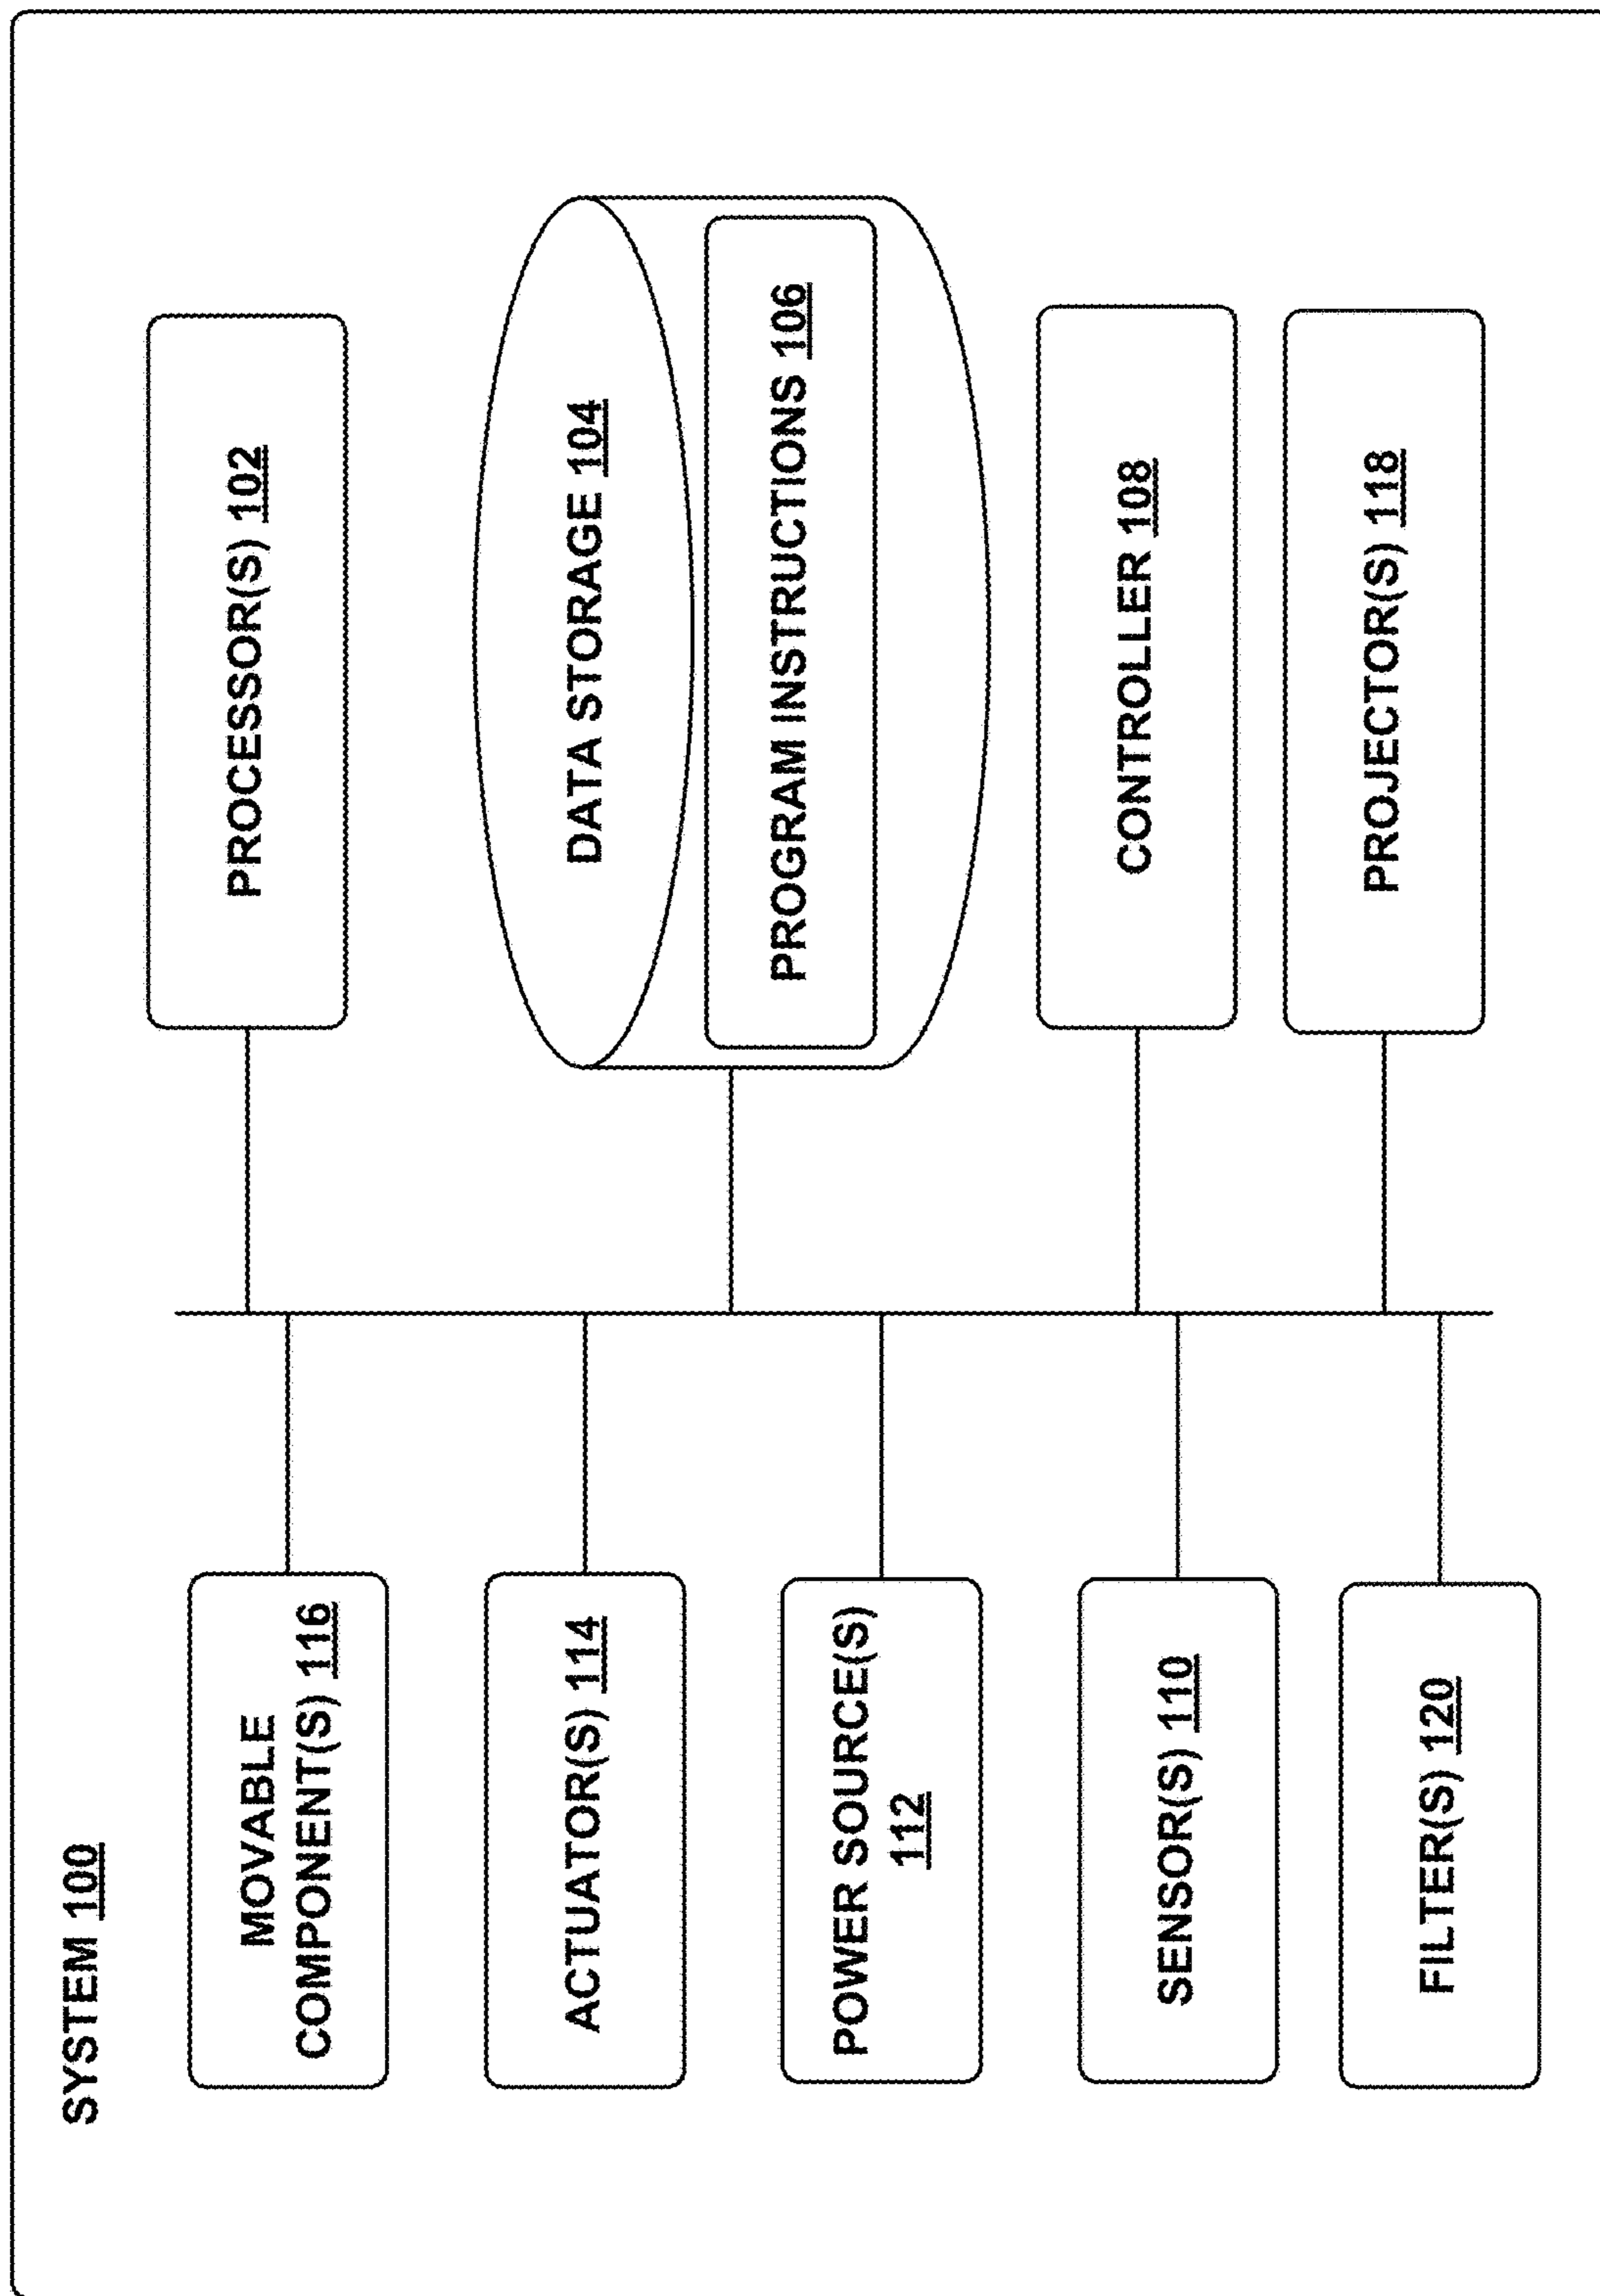 SYSTEM 100
MOVABLE
COMPONENT(S) 116
ACTUATOR(S) 114
POWER SOURCE(S)
112
SENSOR(S) 110
FILTER(S) 120
PROCESSOR(S) 102
DATA STORAGE 104
PROGRAM INSTRUCTIONS 106
CONTROLLER 108
PROJECTOR(S) 118